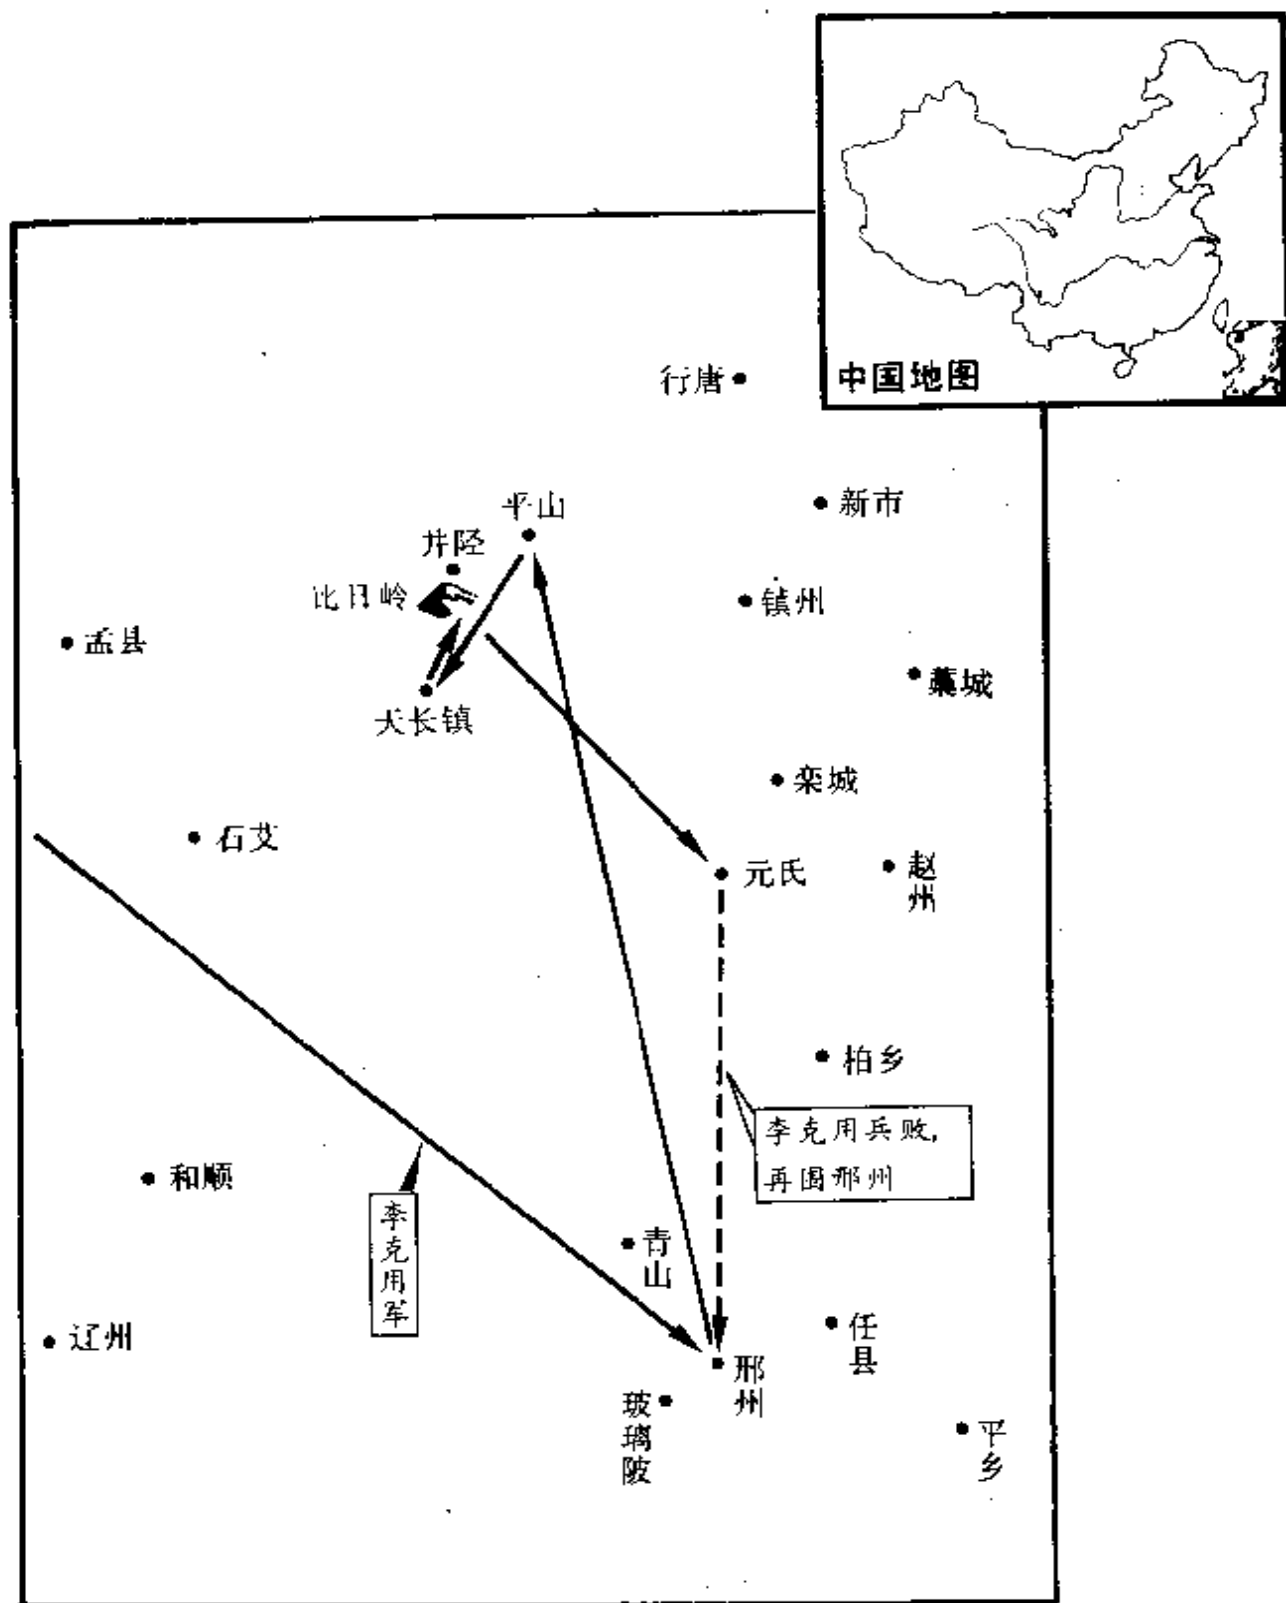 中国地图
行唐
新市
平山
井陉
叱日岭
镇州
孟县
藁城
天长镇
栾城
石艾
元氏
赵州
柏乡
李克用兵败，
再围邢州
和顺
李克用军
青山
辽州
任县
邢州
玻璃陂
平乡